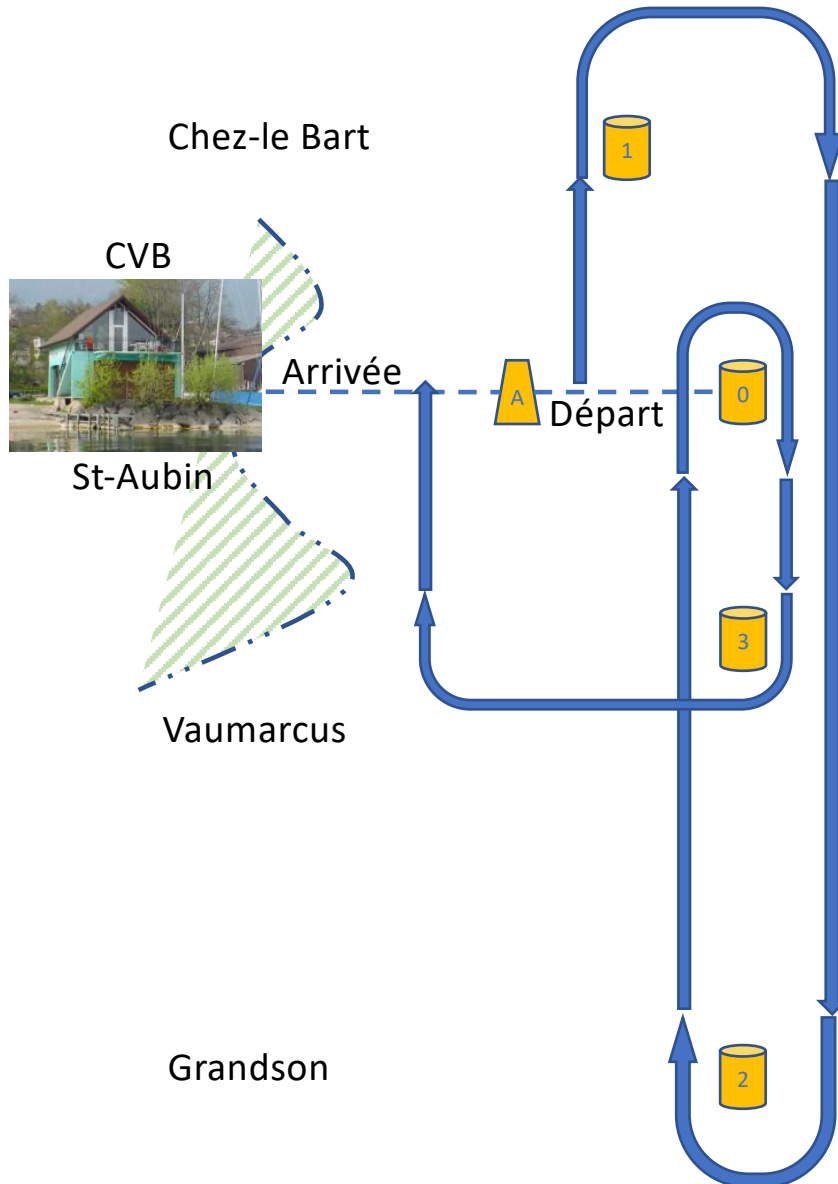 Chez-le Bart
1
CVB
Arrivée
A
Départ
0
St-Aubin
3
Vaumarcus
Grandson
2